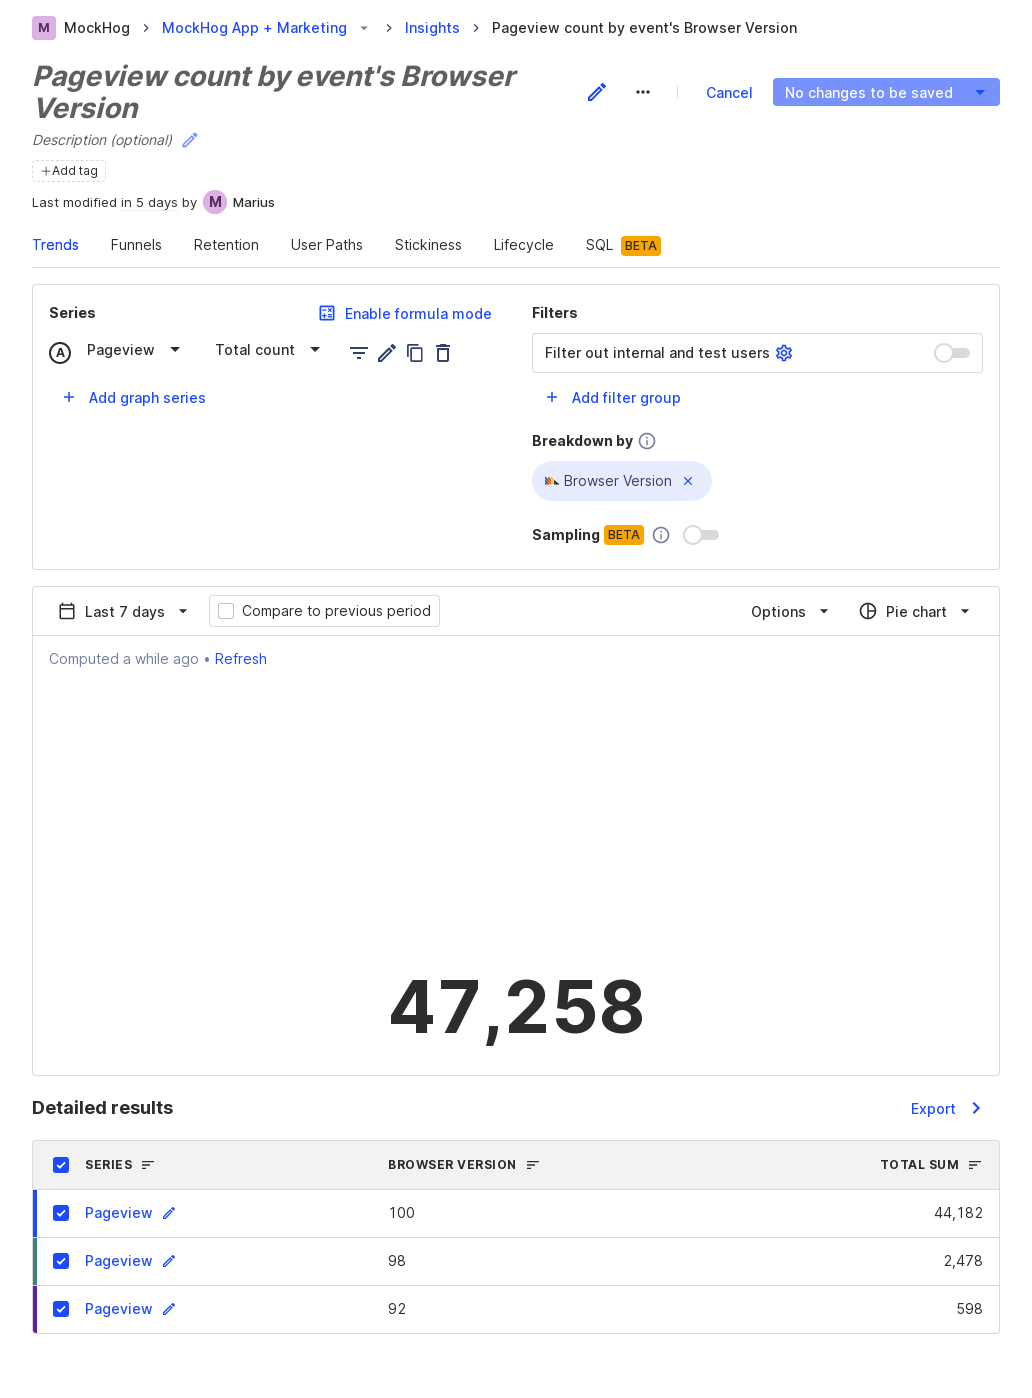 M MockHog MockHog App + Marketing Insights Pageview count by event's Browser Version
Pageview count by event's Browser
Version
No changes to be saved
Cancel
Description (optional)
+Add tag
Last modified in 5 days by M Marius
Trends Funnels Retention User Paths Stickiness Lifecycle SQL BETA
Series Enable formula mode
A Pageview Total count
+ Add graph series
Filters
Filter out internal and test users
+ Add filter group
Breakdown by
Browser Version
Sampling BETA
Last 7 days Compare to previous period Options Pie chart
Computed a while ago • Refresh
47,258
Detailed results Export
SERIES BROWSER VERSION TOTAL SUM
Pageview 100 44,182
Pageview 98 2,478
Pageview 92 598